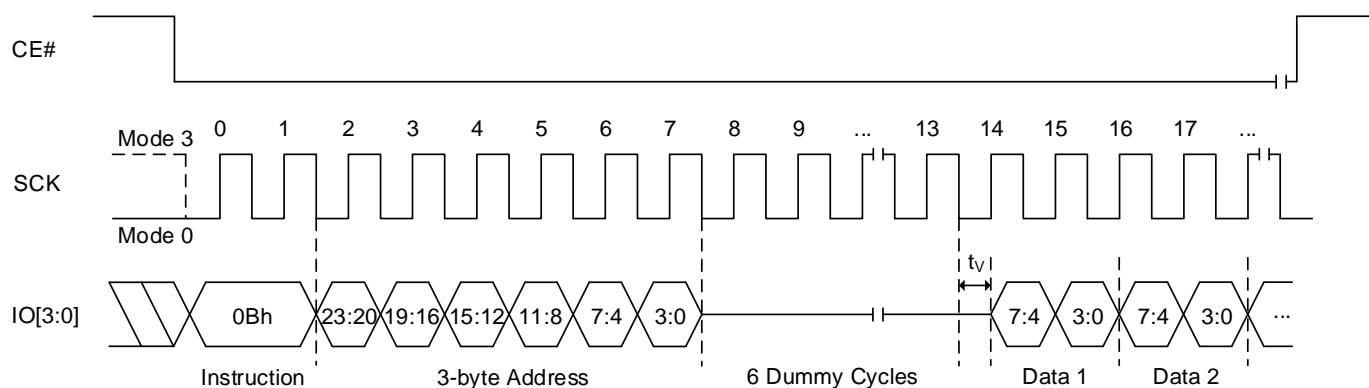 CE#
0 1 2 3 4 5 6 7 8 9 ... 13 14 15 16 17 ...
Mode 3
SCK
Mode 0
tV
IO[3:0] 0Bh 23:20 19:16 15:12 11:8 7:4 3:0 7:4 3:0 7:4 3:0 ...
Instruction 3-byte Address 6 Dummy Cycles Data 1 Data 2